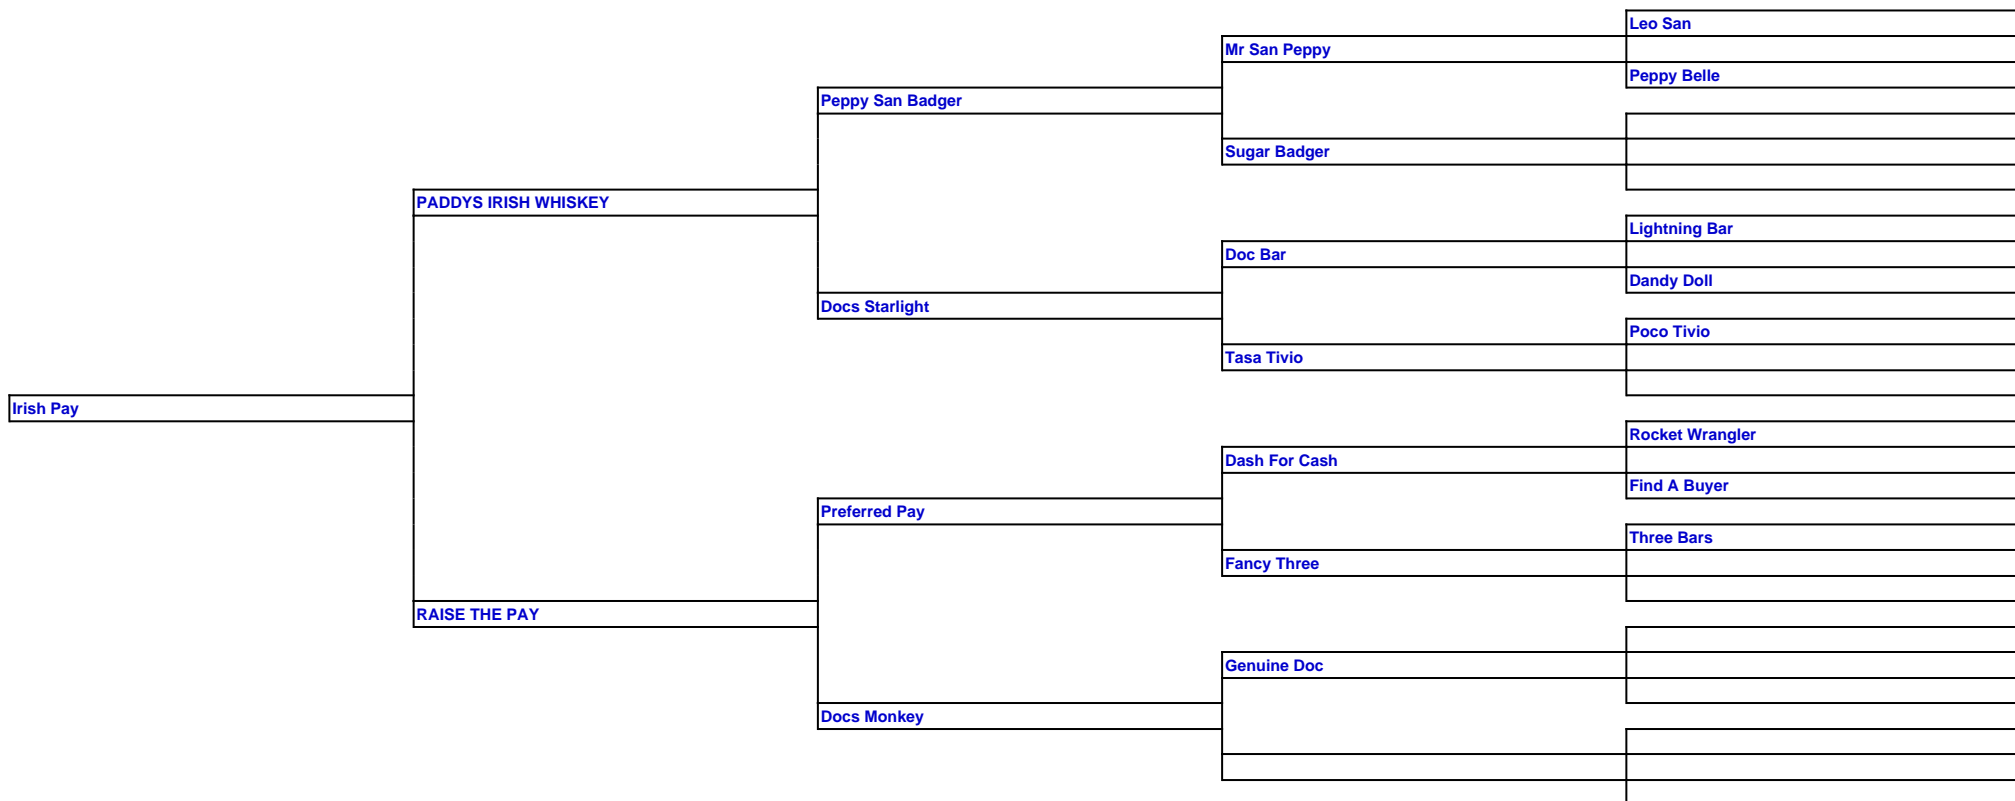 Leo San
Mr San Peppy
Peppy Belle
Peppy San Badger
Sugar Badger
PADDYS IRISH WHISKEY
Lightning Bar
Doc Bar
Dandy Doll
Docs Starlight
Poco Tivio
Tasa Tivio
Irish Pay
Rocket Wrangler
Dash For Cash
Find A Buyer
Preferred Pay
Three Bars
Fancy Three
RAISE THE PAY
Genuine Doc
Docs Monkey